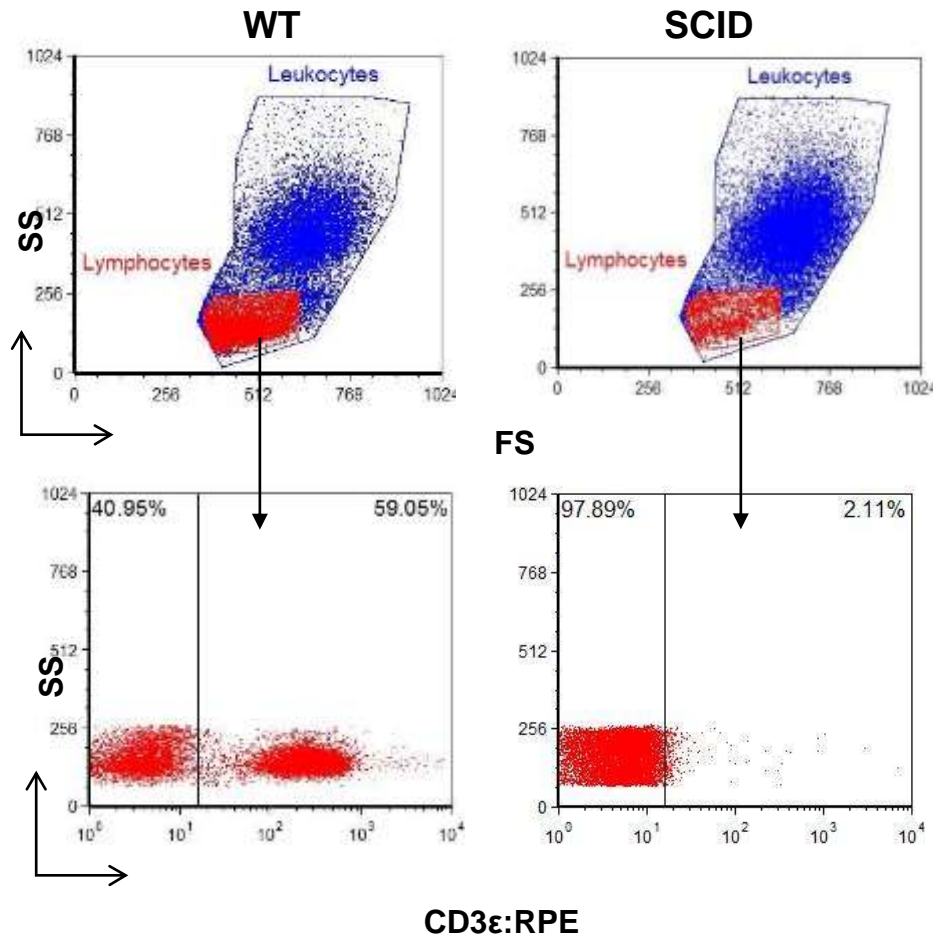 WT SCID
1024 1024
Leukocytes Leukocytes
768 768
512 512
SS
Lymphocytes Lymphocytes
256 256
0 0
0 256 512 768 1024 0 256 512 768 1024
FS
1024 40.95% 59.05% 1024 97.89% 2.11%
768 768
512 512
SS
256 256
0 0
10⁰ 10¹ 10² 10³ 10⁴ 10⁰ 10¹ 10² 10³ 10⁴
CD3ε:RPE